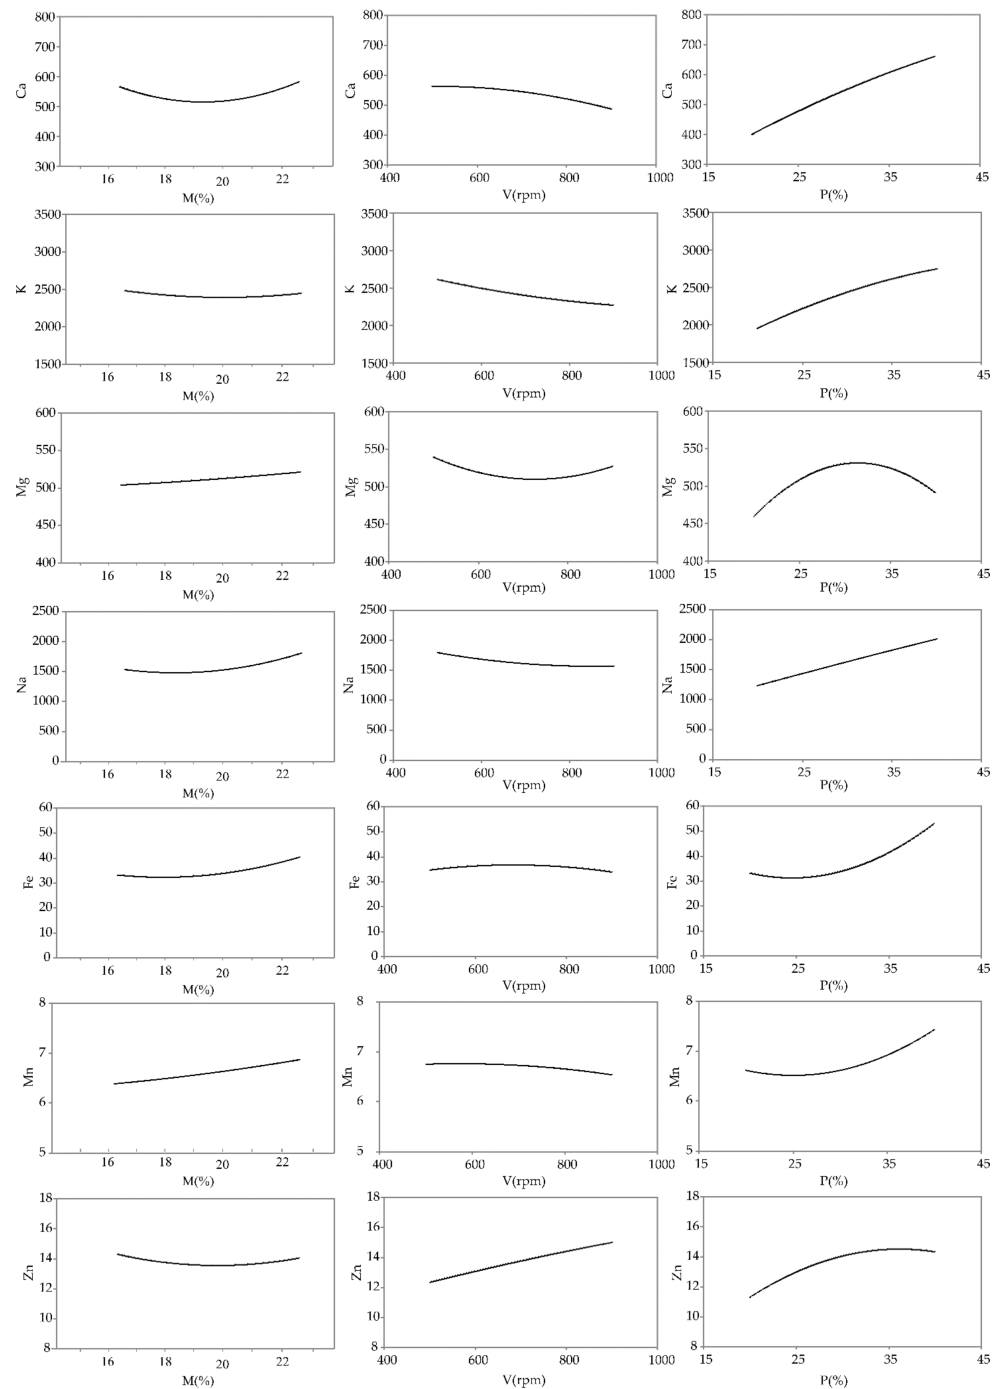 800 700 600 500 400 300
Ca
16 18 20 22
M(%)
800 700 600 500 400 300
Ca
400 600 800 1000
V(rpm)
800 700 600 500 400 300
Ca
15 25 35 45
P(%)
3500 3000 2500 2000 1500
K
16 18 20 22
M(%)
3500 3000 2500 2000 1500
K
400 600 800 1000
V(rpm)
3500 3000 2500 2000 1500
K
15 25 35 45
P(%)
600 550 500 450 400
Mg
16 18 20 22
M(%)
600 550 500 450 400
Mg
400 600 800 1000
V(rpm)
600 550 500 450 400
Mg
15 25 35 45
P(%)
2500 2000 1500 1000 500 0
Na
16 18 20 22
M(%)
2500 2000 1500 1000 500 0
Na
400 600 800 1000
V(rpm)
2500 2000 1500 1000 500 0
Na
15 25 35 45
P(%)
60 50 40 30 20 10 0
Fe
16 18 20 22
M(%)
60 50 40 30 20 10 0
Fe
400 600 800 1000
V(rpm)
60 50 40 30 20 10 0
Fe
15 25 35 45
P(%)
8 7 6 5
Mn
16 18 20 22
M(%)
8 7 6 5
Mn
400 600 800 1000
V(rpm)
8 7 6 5
Mn
15 25 35 45
P(%)
18 16 14 12 10 8
Zn
16 18 20 22
M(%)
18 16 14 12 10 8
Zn
400 600 800 1000
V(rpm)
18 16 14 12 10 8
Zn
15 25 35 45
P(%)